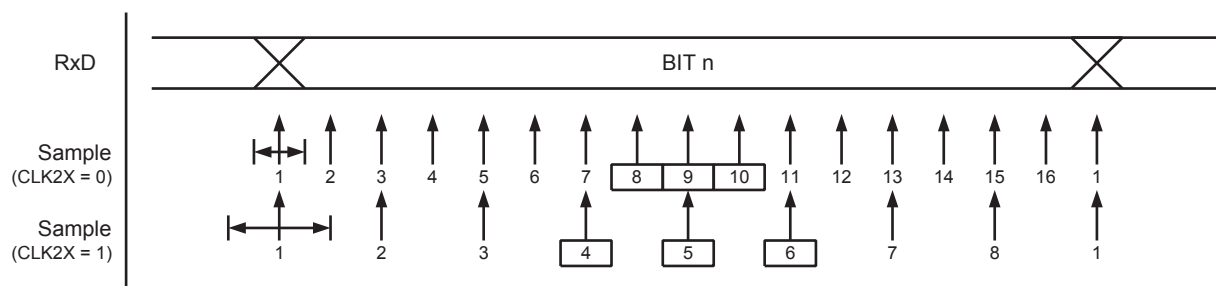 RxD BIT n
Sample
(CLK2X = 0) 1 2 3 4 5 6 7 8 9 10 11 12 13 14 15 16 1
Sample
(CLK2X = 1) 1 2 3 4 5 6 7 8 1